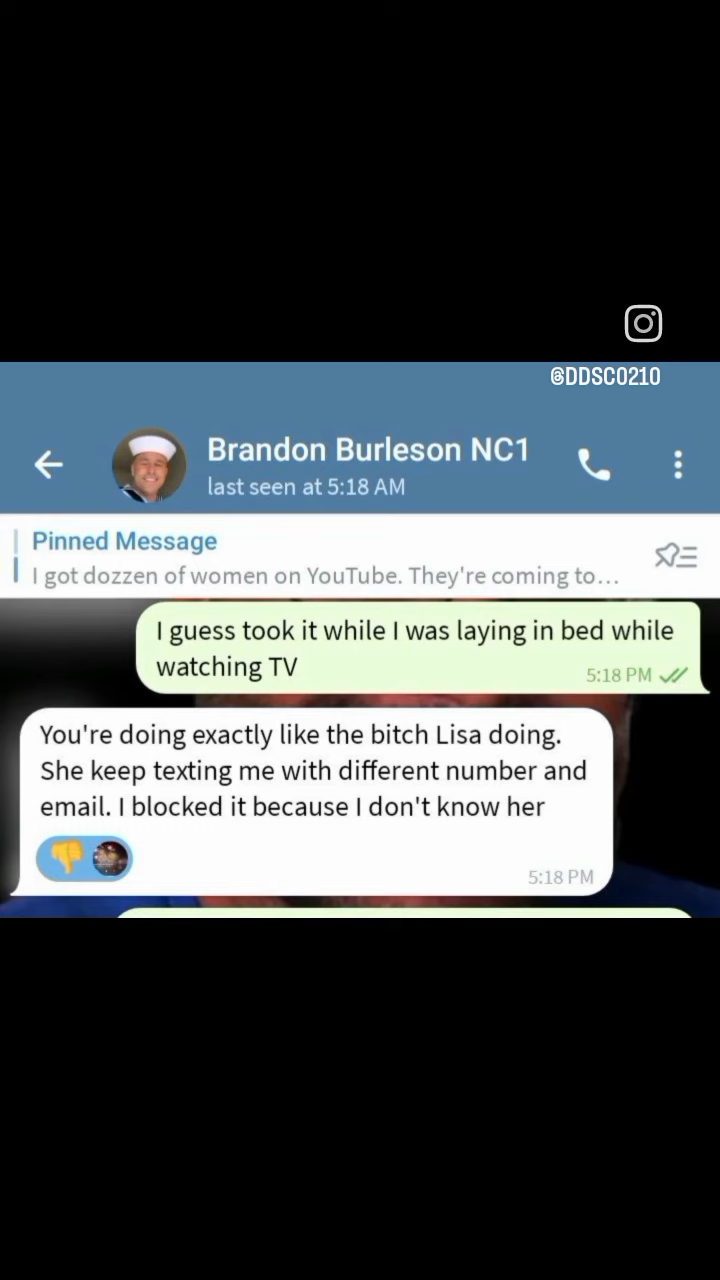 @DDSCO210
Brandon Burleson NC1
last seen at 5:18 AM
Pinned Message
I got dozzen of women on YouTube. They're coming to...
I guess took it while I was laying in bed while
watching TV
5:18 PM
You're doing exactly like the bitch Lisa doing.
She keep texting me with different number and
email. I blocked it because I don't know her
5:18 PM